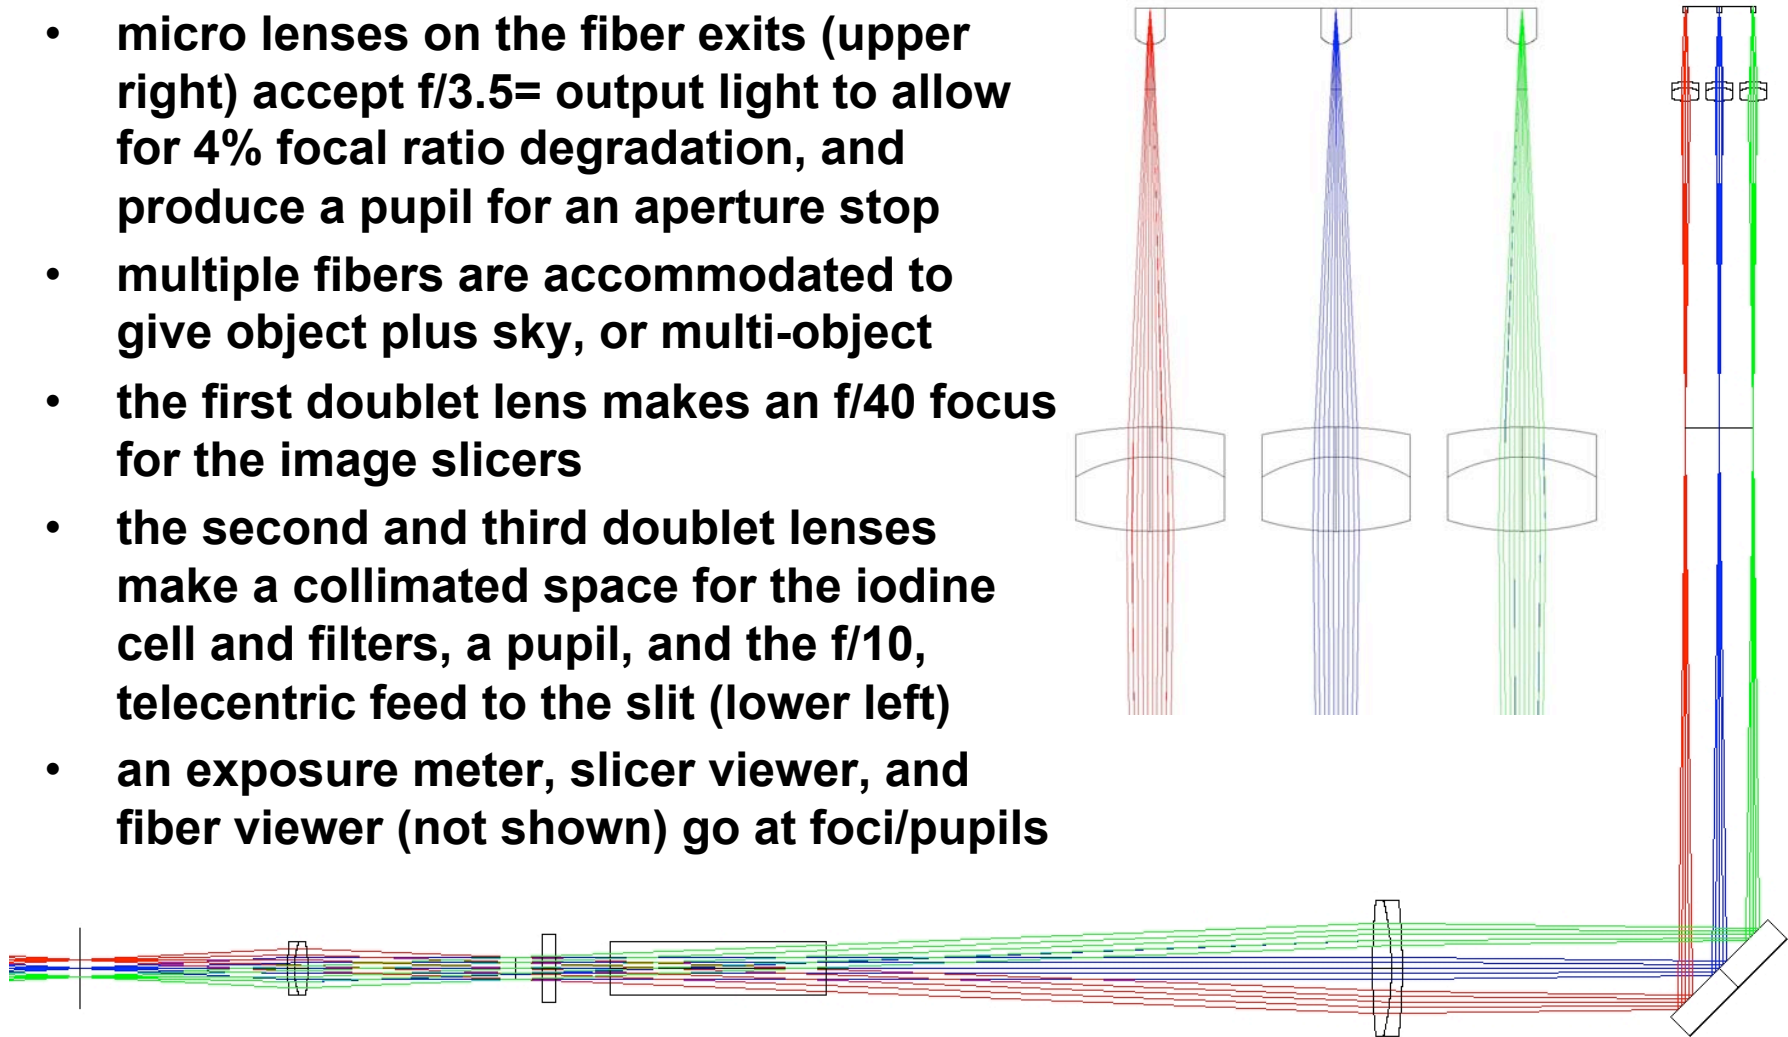 • micro lenses on the fiber exits (upper
right) accept f/3.5= output light to allow
for 4% focal ratio degradation, and
produce a pupil for an aperture stop
• multiple fibers are accommodated to
give object plus sky, or multi-object
• the first doublet lens makes an f/40 focus
for the image slicers
• the second and third doublet lenses
make a collimated space for the iodine
cell and filters, a pupil, and the f/10,
telecentric feed to the slit (lower left)
• an exposure meter, slicer viewer, and
fiber viewer (not shown) go at foci/pupils